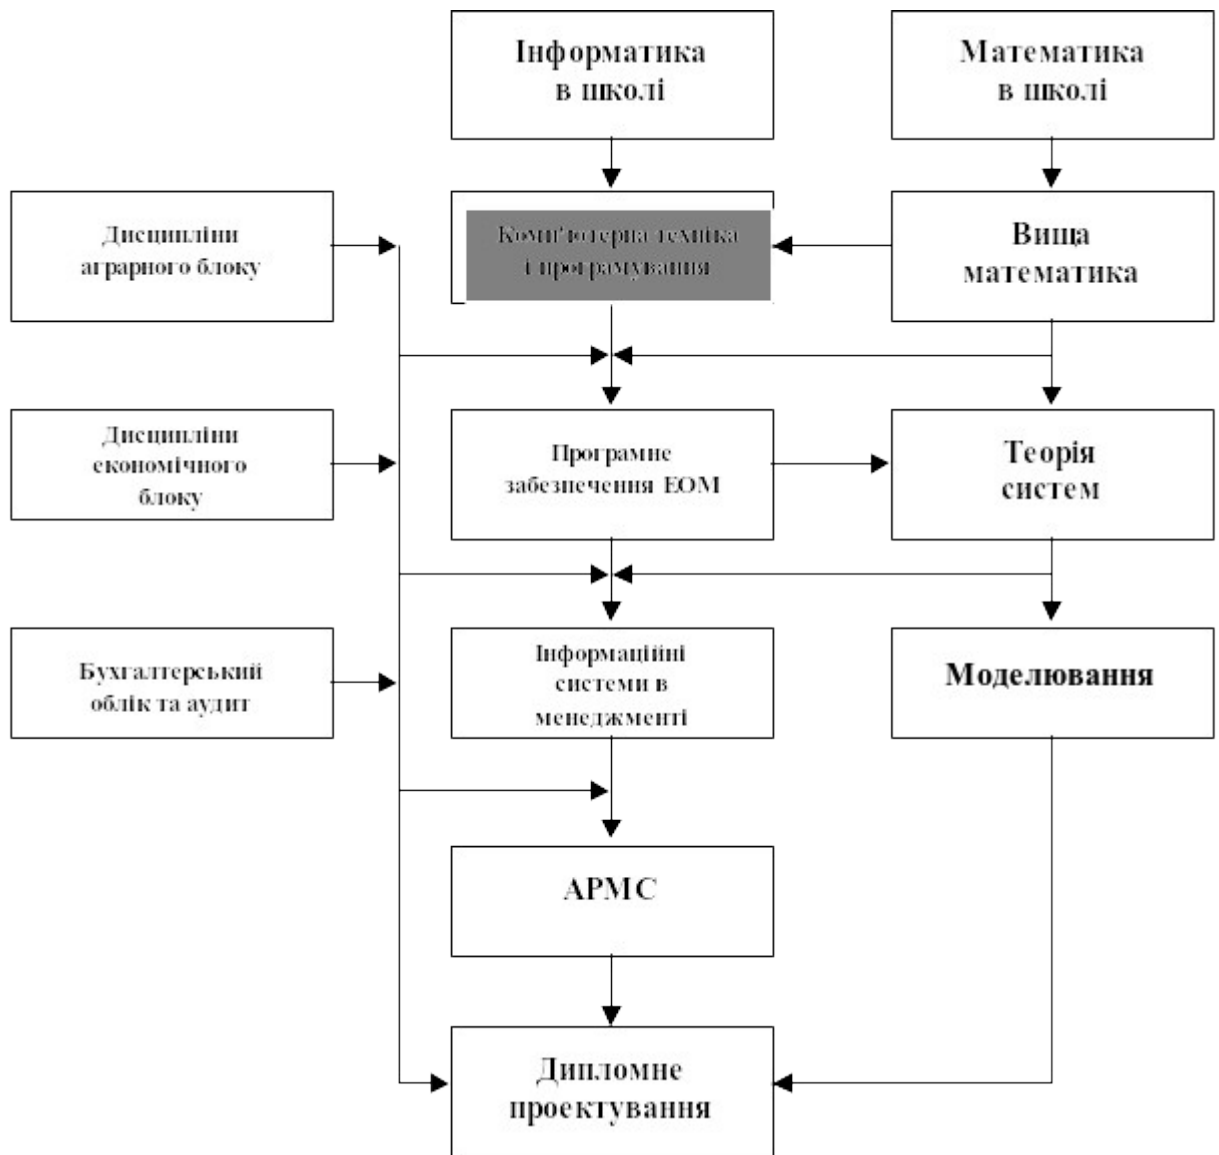 Інформатика
в школі
Математика
в школі
Дисципліни
аграрного блоку
Комп'ютерна техніка
і програмування
Вища
математика
Дисципліни
економічного
блоку
Програмне
забезпечення ЕОМ
Теорія
систем
Бухгалтерський
облік та аудит
Інформаційні
системи в
менеджменті
Моделювання
АРМС
Дипломне
проектування